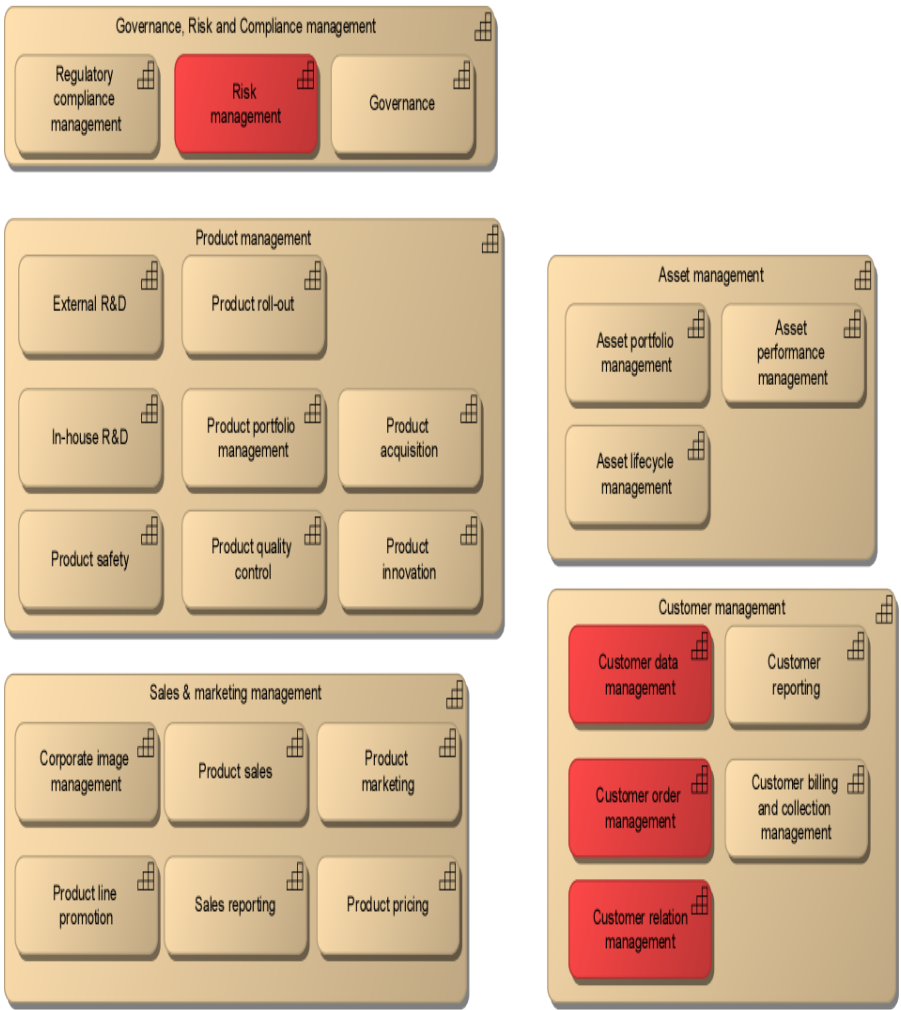 Governance, Risk and Compliance management
Regulatory
compliance
management
Risk
management
Governance
Product management
External R&D
Product roll-out
In-house R&D
Product portfolio
management
Product
acquisition
Product safety
Product quality
control
Product
innovation
Asset management
Asset portfolio
management
Asset
performance
management
Asset lifecycle
management
Sales & marketing management
Corporate image
management
Product sales
Product
marketing
Product line
promotion
Sales reporting
Product pricing
Customer management
Customer data
management
Customer
reporting
Customer order
management
Customer billing
and collection
management
Customer relation
management